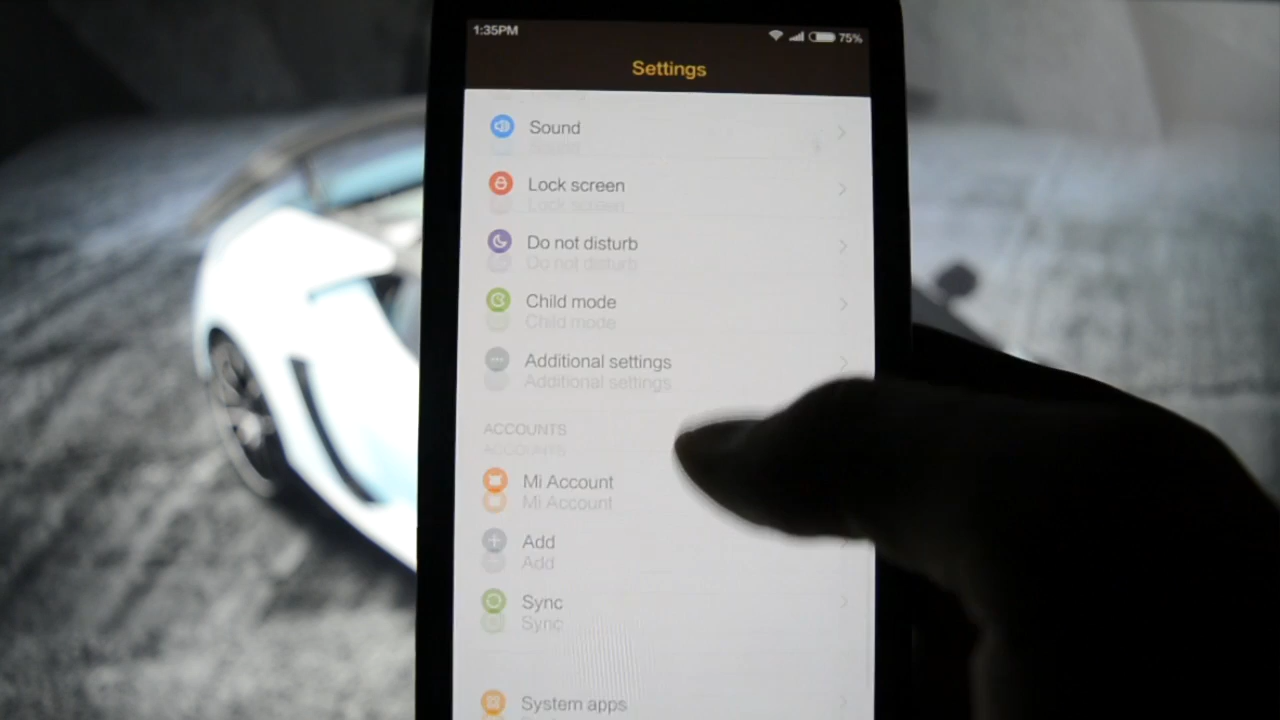 1:35PM 75%
Settings
Sound
Lock screen
Do not disturb
Child mode
Additional settings
ACCOUNTS
Mi Account
Add
Sync
System apps